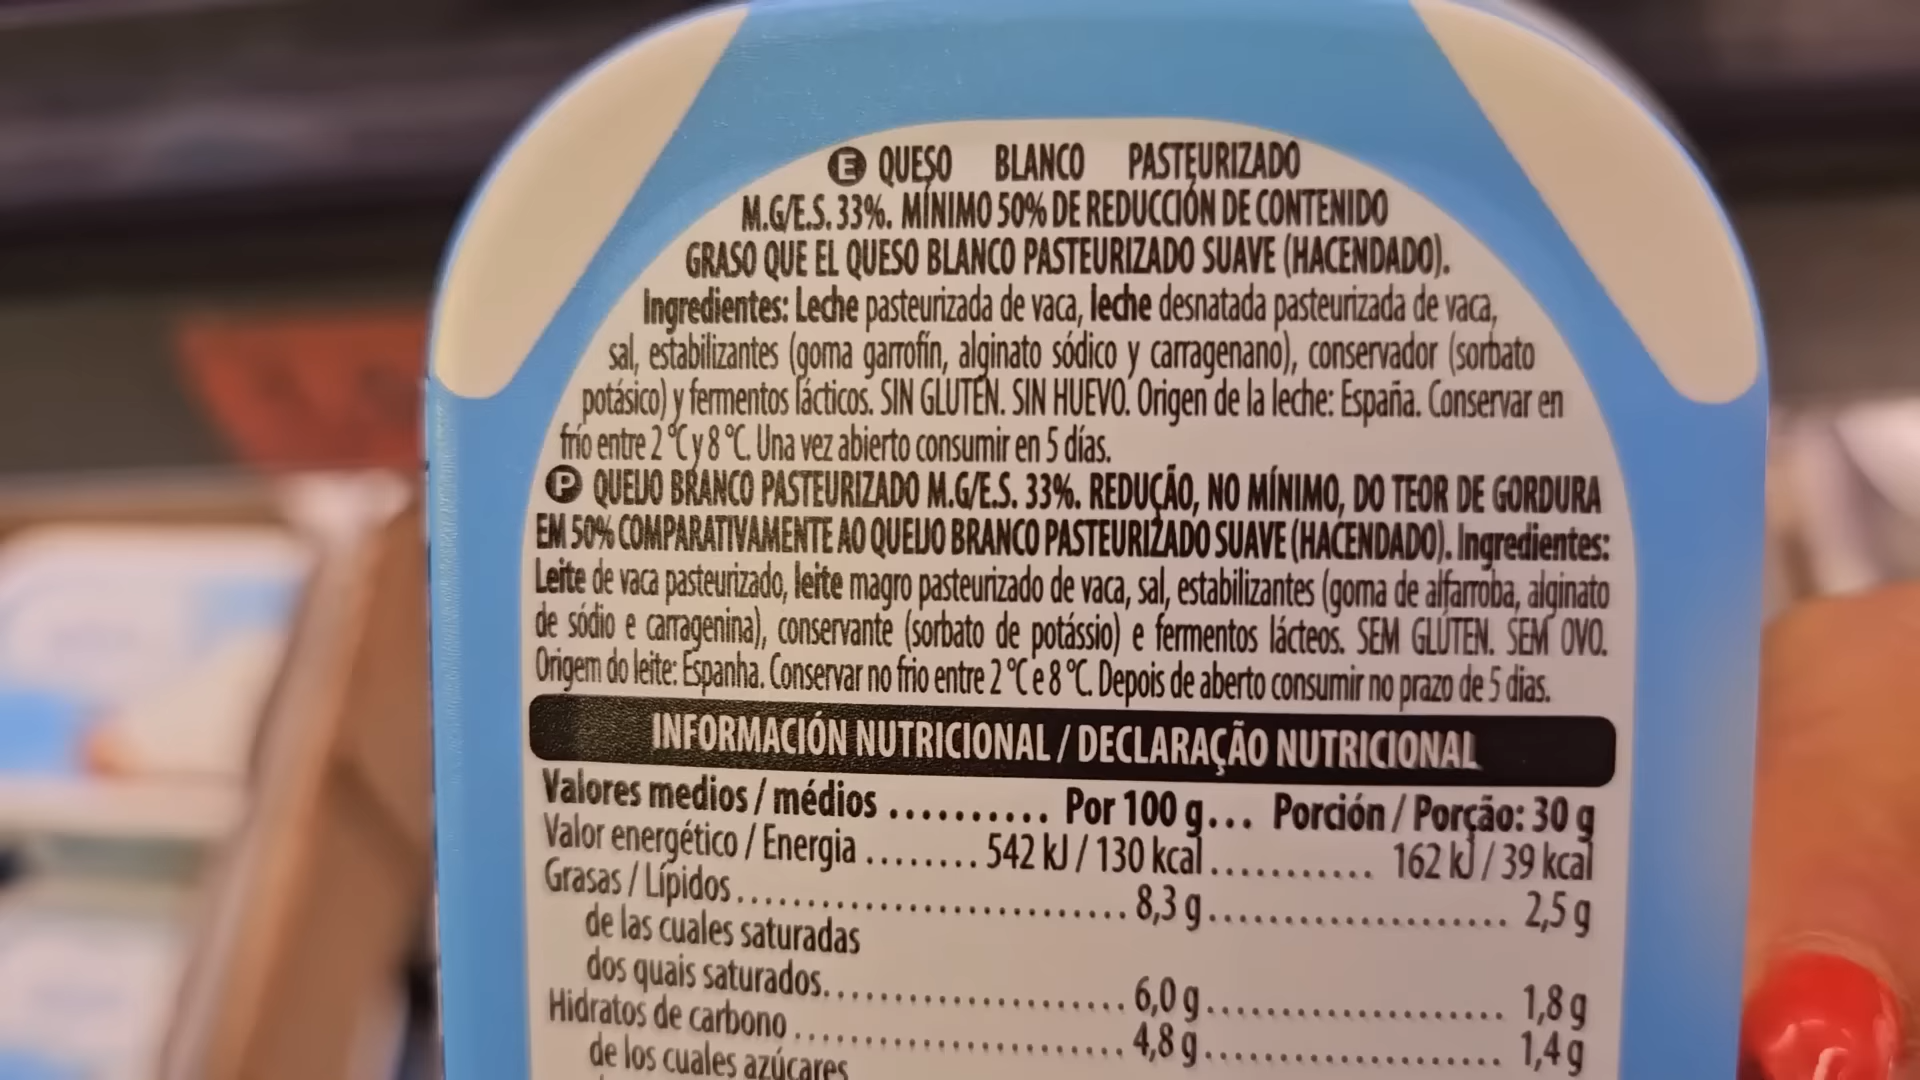 E QUESO BLANCO PASTEURIZADO
M.G/E.S. 33%. MÍNIMO 50% DE REDUCCIÓN DE CONTENIDO
GRASO QUE EL QUESO BLANCO PASTEURIZADO SUAVE (HACENDADO).
Ingredientes: Leche pasteurizada de vaca, leche desnatada pasteurizada de vaca,
sal, estabilizantes (goma garrofín, alginato sódico y carragenano), conservador (sorbato
potásico) y fermentos lácticos. SIN GLUTEN. SIN HUEVO. Origen de la leche: España. Conservar en
frío entre 2 °C y 8 °C. Una vez abierto consumir en 5 días.
P QUEIJO BRANCO PASTEURIZADO M.G/E.S. 33%. REDUÇÃO, NO MÍNIMO, DO TEOR DE GORDURA
EM 50% COMPARATIVAMENTE AO QUEIJO BRANCO PASTEURIZADO SUAVE (HACENDADO). Ingredientes:
Leite de vaca pasteurizado, leite magro pasteurizado de vaca, sal, estabilizantes (goma de alfarroba, alginato
de sódio e carragenina), conservante (sorbato de potássio) e fermentos lácteos. SEM GLÚTEN. SEM OVO.
Origem do leite: Espanha. Conservar no frio entre 2 °C e 8 °C. Depois de aberto consumir no prazo de 5 dias.
INFORMACIÓN NUTRICIONAL / DECLARAÇÃO NUTRICIONAL
Valores medios / médios .......... Por 100 g... Porción / Porção: 30 g
Valor energético / Energia ........ 542 kJ / 130 kcal ............ 162 kJ / 39 kcal
Grasas / Lípidos ............................ 8,3 g ..................... 2,5 g
de las cuales saturadas
dos quais saturados. .................... 6,0 g ..................... 1,8 g
Hidratos de carbono ....................... 4,8 g ..................... 1,4 g
de los cuales azúcares